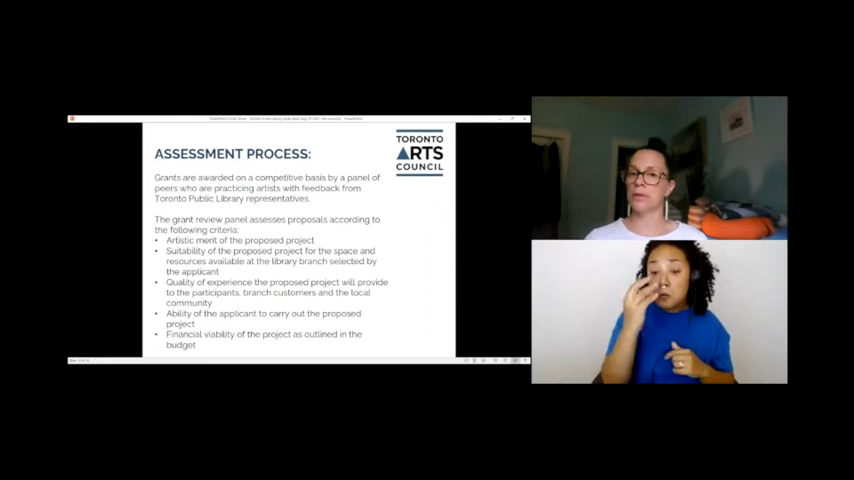 PowerPoint Slide Show
TORONTO
ARTS
COUNCIL
ASSESSMENT PROCESS:
Grants are awarded on a competitive basis by a panel of
peers who are practicing artists with feedback from
Toronto Public Library representatives.
The grant review panel assesses proposals according to
the following criteria:
• Artistic merit of the proposed project
• Suitability of the proposed project for the space and
resources available at the library branch selected by
the applicant
• Quality of experience the proposed project will provide
to the participants, branch customers and the local
community
• Ability of the applicant to carry out the proposed
project
• Financial viability of the project as outlined in the
budget